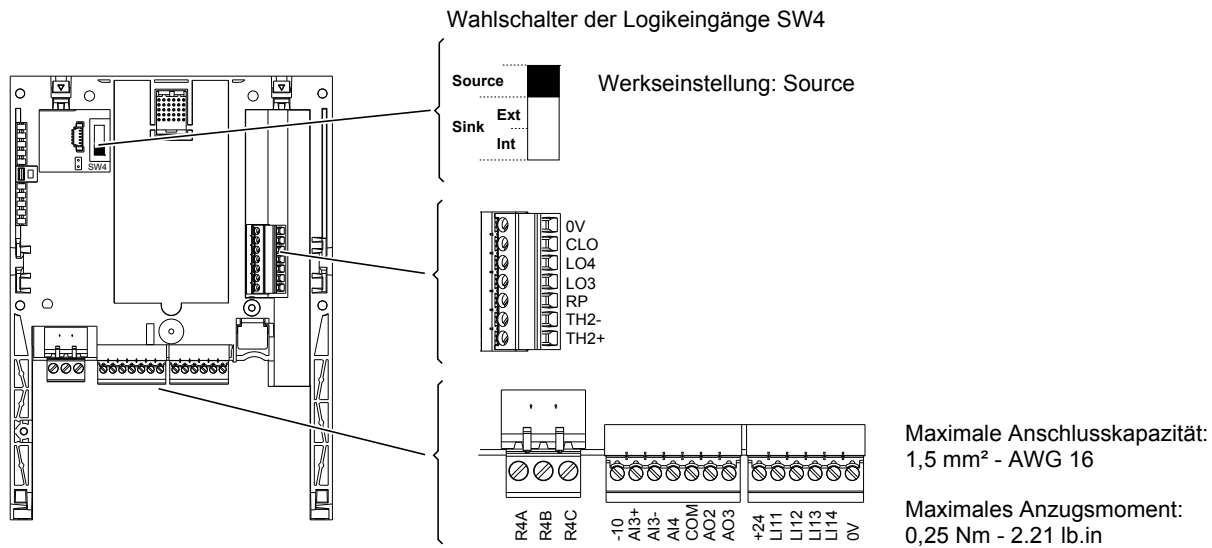 Wahlschalter der Logikeingänge SW4
Source
Werkseinstellung: Source
Sink
Ext
Int
SW4
0V
CLO
LO4
LO3
RP
TH2-
TH2+
R4A
R4B
R4C
-10
AI3+
AI3-
AI4
COM
AO2
AO3
+24
LI11
LI12
LI13
LI14
0V
Maximale Anschlusskapazität:
1,5 mm² - AWG 16
Maximales Anzugsmoment:
0,25 Nm - 2.21 lb.in